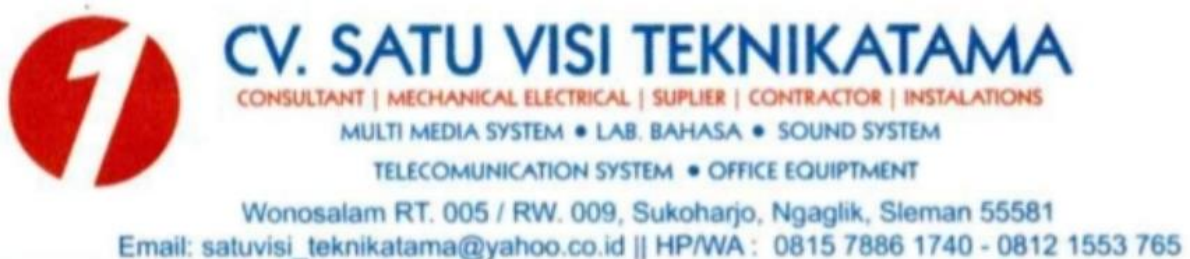 1
CV. SATU VISI TEKNIKATAMA
CONSULTANT | MECHANICAL ELECTRICAL | SUPLIER | CONTRACTOR | INSTALATIONS
MULTI MEDIA SYSTEM • LAB. BAHASA • SOUND SYSTEM
TELECOMUNICATION SYSTEM • OFFICE EQUIPTMENT
Wonosalam RT. 005 / RW. 009, Sukoharjo, Ngaglik, Sleman 55581
Email: satuvisi_teknikatama@yahoo.co.id || HP/WA : 0815 7886 1740 - 0812 1553 765